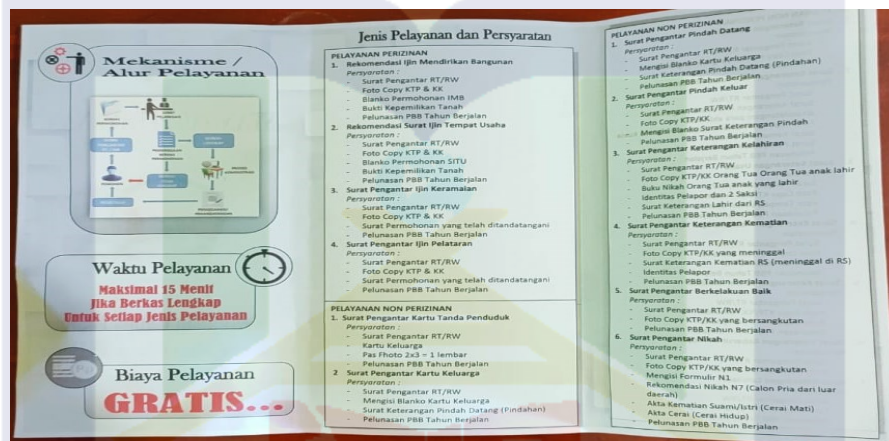 Mekanisme /
Alur Pelayanan
Waktu Pelayanan
Maksimal 15 Menit
Jika Berkas Lengkap
Untuk Setiap Jenis Pelayanan
Biaya Pelayanan
GRATIS...
Jenis Pelayanan dan Persyaratan
PELAYANAN PERIZINAN
1. Rekomendasi Ijin Mendirikan Bangunan
Persyaratan :
- Surat Pengantar RT/RW
- Foto Copy KTP & KK
- Blanko Permohonan IMB
- Bukti Kepemilikan Tanah
- Pelunasan PBB Tahun Berjalan
2. Rekomendasi Surat Ijin Tempat Usaha
Persyaratan :
- Surat Pengantar RT/RW
- Foto Copy KTP & KK
- Blanko Permohonan SITU
- Bukti Kepemilikan Tanah
- Pelunasan PBB Tahun Berjalan
3. Surat Pengantar Ijin Keramaian
Persyaratan :
- Surat Pengantar RT/RW
- Foto Copy KTP & KK
- Surat Permohonan yang telah ditandatangani
- Pelunasan PBB Tahun Berjalan
4. Surat Pengantar Ijin Pelataran
Persyaratan :
- Surat Pengantar RT/RW
- Foto Copy KTP & KK
- Surat Permohonan yang telah ditandatangani
- Pelunasan PBB Tahun Berjalan
PELAYANAN NON PERIZINAN
1. Surat Pengantar Kartu Tanda Penduduk
Persyaratan :
- Surat Pengantar RT/RW
- Kartu Keluarga
- Pas Fhoto 2x3 = 1 lembar
- Pelunasan PBB Tahun Berjalan
2 Surat Pengantar Kartu Keluarga
Persyaratan :
- Surat Pengantar RT/RW
- Mengisi Blanko Kartu Keluarga
- Surat Keterangan Pindah Datang (Pindahan)
- Pelunasan PBB Tahun Berjalan
PELAYANAN NON PERIZINAN
1. Surat Pengantar Pindah Datang
Persyaratan :
- Surat Pengantar RT/RW
- Mengisi Blanko Kartu Keluarga
- Surat Keterangan Pindah Datang (Pindahan)
- Pelunasan PBB Tahun Berjalan
2. Surat Pengantar Pindah Keluar
Persyaratan :
- Surat Pengantar RT/RW
- Foto Copy KTP/KK
- Mengisi Blanko Surat Keterangan Pindah
- Pelunasan PBB Tahun Berjalan
3. Surat Pengantar Keterangan Kelahiran
Persyaratan :
- Surat Pengantar RT/RW
- Foto Copy KTP/KK Orang Tua Orang Tua anak lahir
- Buku Nikah Orang Tua anak yang lahir
- Identitas Pelapor dan 2 Saksi
- Surat Keterangan Lahir dari RS
- Pelunasan PBB Tahun Berjalan
4. Surat Pengantar Keterangan Kematian
Persyaratan :
- Surat Pengantar RT/RW
- Foto Copy KTP/KK yang meninggal
- Surat Keterangan Kematian RS (meninggal di RS)
- Identitas Pelapor
- Pelunasan PBB Tahun Berjalan
5. Surat Pengantar Berkelakuan Baik
Persyaratan :
- Surat Pengantar RT/RW
- Foto Copy KTP/KK yang bersangkutan
- Pelunasan PBB Tahun Berjalan
6. Surat Pengantar Nikah
Persyaratan :
- Surat Pengantar RT/RW
- Foto Copy KTP/KK yang bersangkutan
- Mengisi Formulir N1
- Rekomendasi Nikah N7 (Calon Pria dari luar
daerah)
- Akta Kematian Suami/Istri (Cerai Mati)
- Akta Cerai (Cerai Hidup)
- Pelunasan PBB Tahun Berjalan